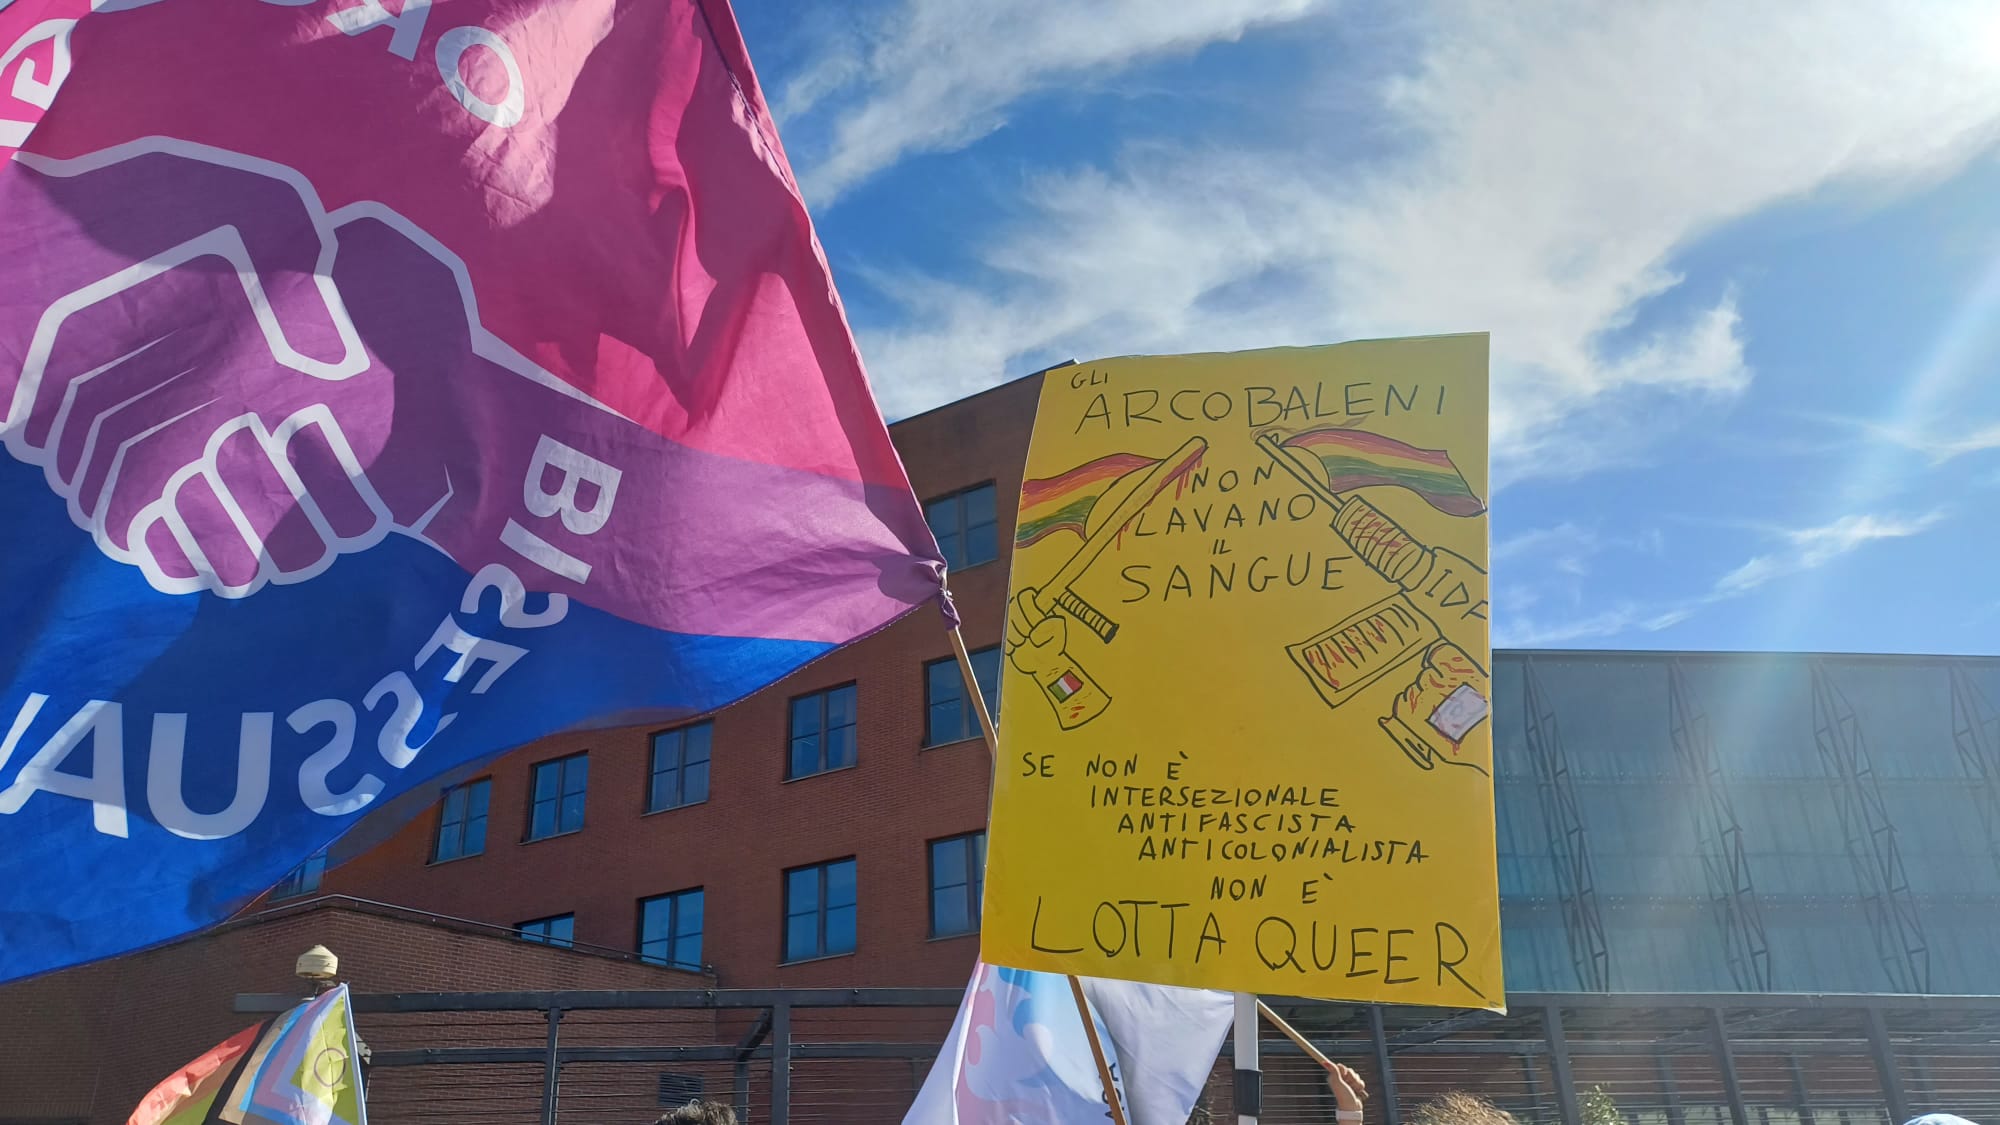 BISESSUA
GLI
ARCOBALENI
NON
LAVANO
IL
SANGUE
IDF
SE NON È
INTERSEZIONALE
ANTIFASCISTA
ANTICOLONIALISTA
NON È
LOTTA QUEER